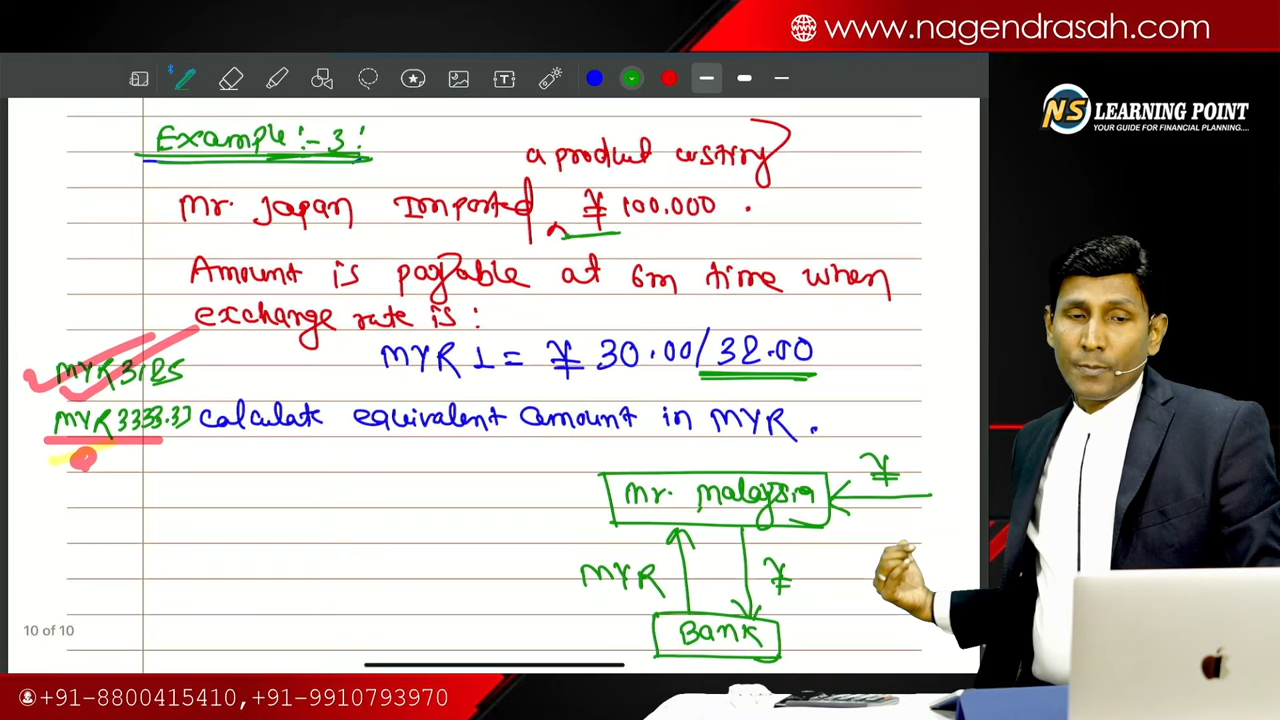 www.nagendrasah.com
NS LEARNING POINT
YOUR GUIDE FOR FINANCIAL PLANNING....
Example:-3:
a product costing
Mr. Japan Imported ¥ 100,000.
Amount is payable at 6m time when
exchange rate is:
MYR 1 = ¥ 30.00/32.00
MYR 3125
MYR 3333.33
calculate equivalent amount in MYR.
¥
Mr. Malaysia
MYR
¥
Bank
10 of 10
+91-8800415410,+91-9910793970